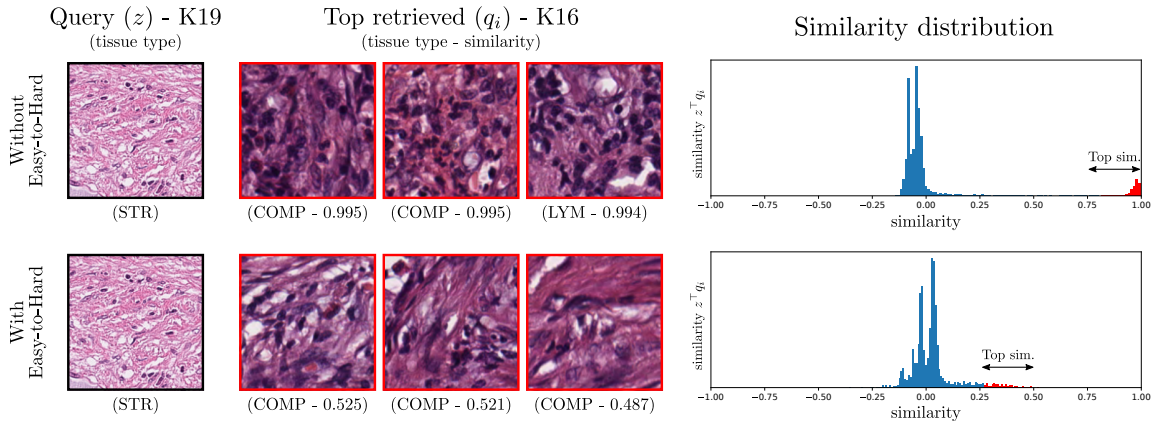 Query (z) - K19
(tissue type)
Top retrieved (qᵢ) - K16
(tissue type - similarity)
Similarity distribution
Without
Easy-to-Hard
(STR)
(COMP - 0.995)
(COMP - 0.995)
(LYM - 0.994)
similarity z⊤qᵢ
Top sim.
−1.00 −0.75 −0.50 −0.25 0.00 0.25 0.50 0.75 1.00
similarity
With
Easy-to-Hard
(STR)
(COMP - 0.525)
(COMP - 0.521)
(COMP - 0.487)
similarity z⊤qᵢ
Top sim.
−1.00 −0.75 −0.50 −0.25 0.00 0.25 0.50 0.75 1.00
similarity